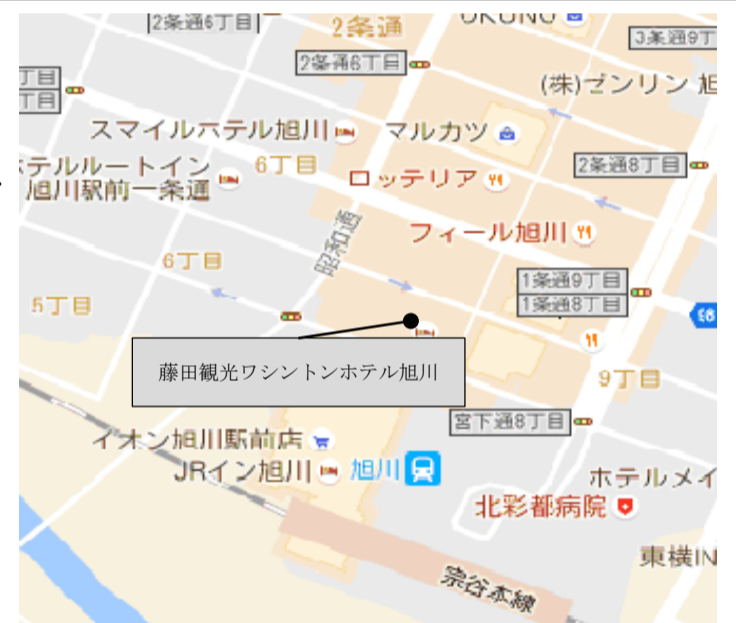 2条通6丁目
2条通
3条通9丁
2条通6丁目
丁目
丁目
(株)ゼンリン 旭
スマイルホテル旭川
マルカツ
ホテルルートイン
旭川駅前一条通
6丁目
ロッテリア
2条通8丁目
フィール旭川
昭和通
6丁目
1条通9丁目
1条通8丁目
5丁目
藤田観光ワシントンホテル旭川
9丁目
宮下通8丁目
イオン旭川駅前店
JRイン旭川
旭川
ホテルメイ
北彩都病院
東横IN
宗谷本線